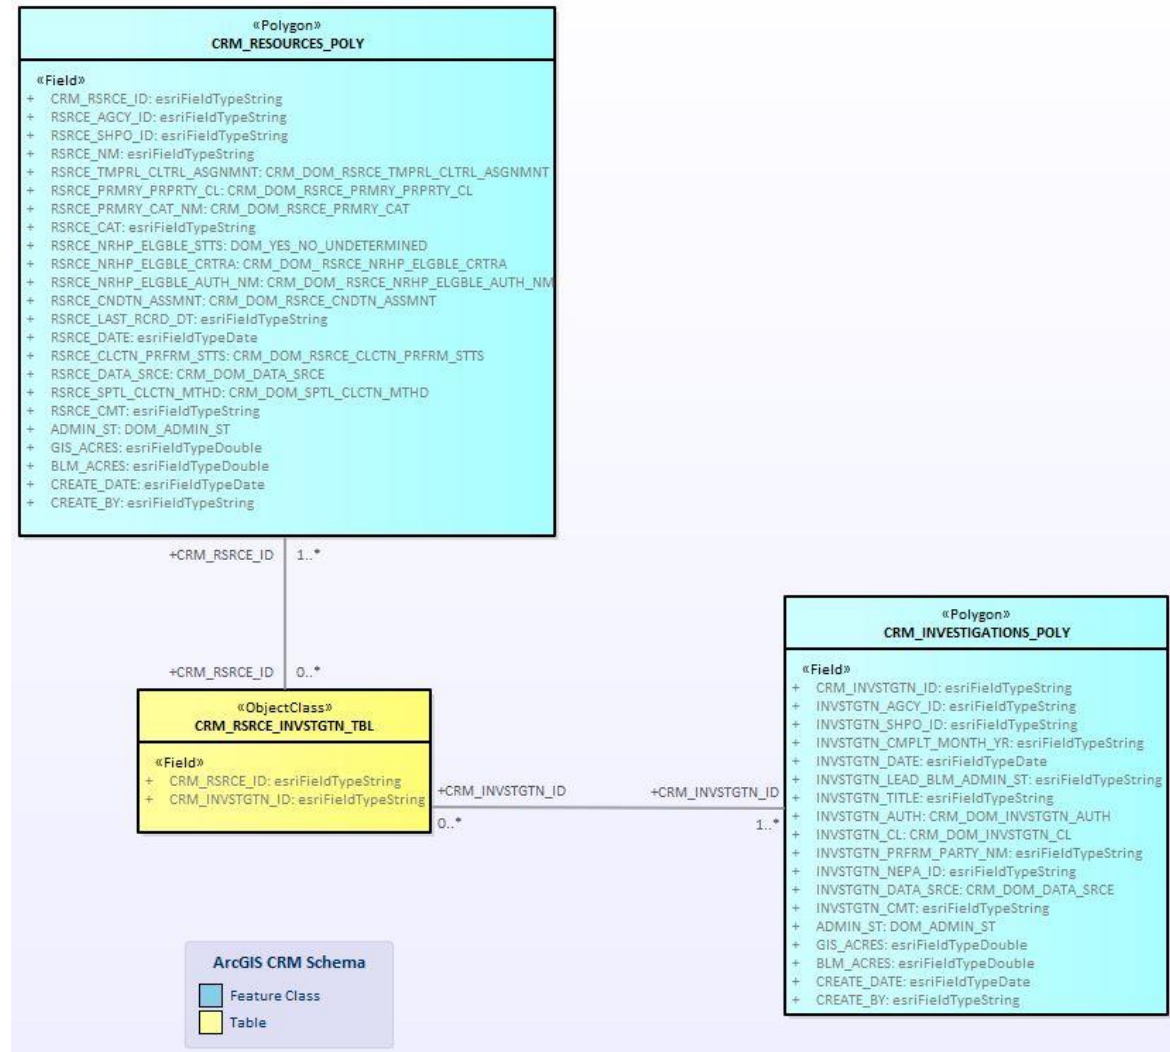 «Polygon»
CRM_RESOURCES_POLY
«Field»
+ CRM_RSRCE_ID: esriFieldTypeString
+ RSRCE_AGCY_ID: esriFieldTypeString
+ RSRCE_SHPO_ID: esriFieldTypeString
+ RSRCE_NM: esriFieldTypeString
+ RSRCE_TMPRL_CLTRL_ASGNMNT: CRM_DOM_RSRCE_TMPRL_CLTRL_ASGNMNT
+ RSRCE_PRMRY_PRPRTY_CL: CRM_DOM_RSRCE_PRMRY_PRPRTY_CL
+ RSRCE_PRMRY_CAT_NM: CRM_DOM_RSRCE_PRMRY_CAT
+ RSRCE_CAT: esriFieldTypeString
+ RSRCE_NRHP_ELGBLE_STTS: DOM_YES_NO_UNDETERMINED
+ RSRCE_NRHP_ELGBLE_CRTRA: CRM_DOM_RSRCE_NRHP_ELGBLE_CRTRA
+ RSRCE_NRHP_ELGBLE_AUTH_NM: CRM_DOM_RSRCE_NRHP_ELGBLE_AUTH_NM
+ RSRCE_CNDTN_ASSMNT: CRM_DOM_RSRCE_CNDTN_ASSMNT
+ RSRCE_LAST_RCRD_DT: esriFieldTypeString
+ RSRCE_DATE: esriFieldTypeDate
+ RSRCE_CLCTN_PRFRM_STTS: CRM_DOM_RSRCE_CLCTN_PRFRM_STTS
+ RSRCE_DATA_SRCE: CRM_DOM_DATA_SRCE
+ RSRCE_SPTL_CLCTN_MTHD: CRM_DOM_SPTL_CLCTN_MTHD
+ RSRCE_CMT: esriFieldTypeString
+ ADMIN_ST: DOM_ADMIN_ST
+ GIS_ACRES: esriFieldTypeDouble
+ BLM_ACRES: esriFieldTypeDouble
+ CREATE_DATE: esriFieldTypeDate
+ CREATE_BY: esriFieldTypeString
+CRM_RSRCE_ID 1..*
+CRM_RSRCE_ID 0..*
«ObjectClass»
CRM_RSRCE_INVSTGTN_TBL
«Field»
+ CRM_RSRCE_ID: esriFieldTypeString
+ CRM_INVSTGTN_ID: esriFieldTypeString
+CRM_INVSTGTN_ID
0..*
+CRM_INVSTGTN_ID
1..*
«Polygon»
CRM_INVESTIGATIONS_POLY
«Field»
+ CRM_INVSTGTN_ID: esriFieldTypeString
+ INVSTGTN_AGCY_ID: esriFieldTypeString
+ INVSTGTN_SHPO_ID: esriFieldTypeString
+ INVSTGTN_CMPLT_MONTH_YR: esriFieldTypeString
+ INVSTGTN_DATE: esriFieldTypeDate
+ INVSTGTN_LEAD_BLM_ADMIN_ST: esriFieldTypeString
+ INVSTGTN_TITLE: esriFieldTypeString
+ INVSTGTN_AUTH: CRM_DOM_INVSTGTN_AUTH
+ INVSTGTN_CL: CRM_DOM_INVSTGTN_CL
+ INVSTGTN_PRFRM_PARTY_NM: esriFieldTypeString
+ INVSTGTN_NEPA_ID: esriFieldTypeString
+ INVSTGTN_DATA_SRCE: CRM_DOM_DATA_SRCE
+ INVSTGTN_CMT: esriFieldTypeString
+ ADMIN_ST: DOM_ADMIN_ST
+ GIS_ACRES: esriFieldTypeDouble
+ BLM_ACRES: esriFieldTypeDouble
+ CREATE_DATE: esriFieldTypeDate
+ CREATE_BY: esriFieldTypeString
ArcGIS CRM Schema
Feature Class
Table